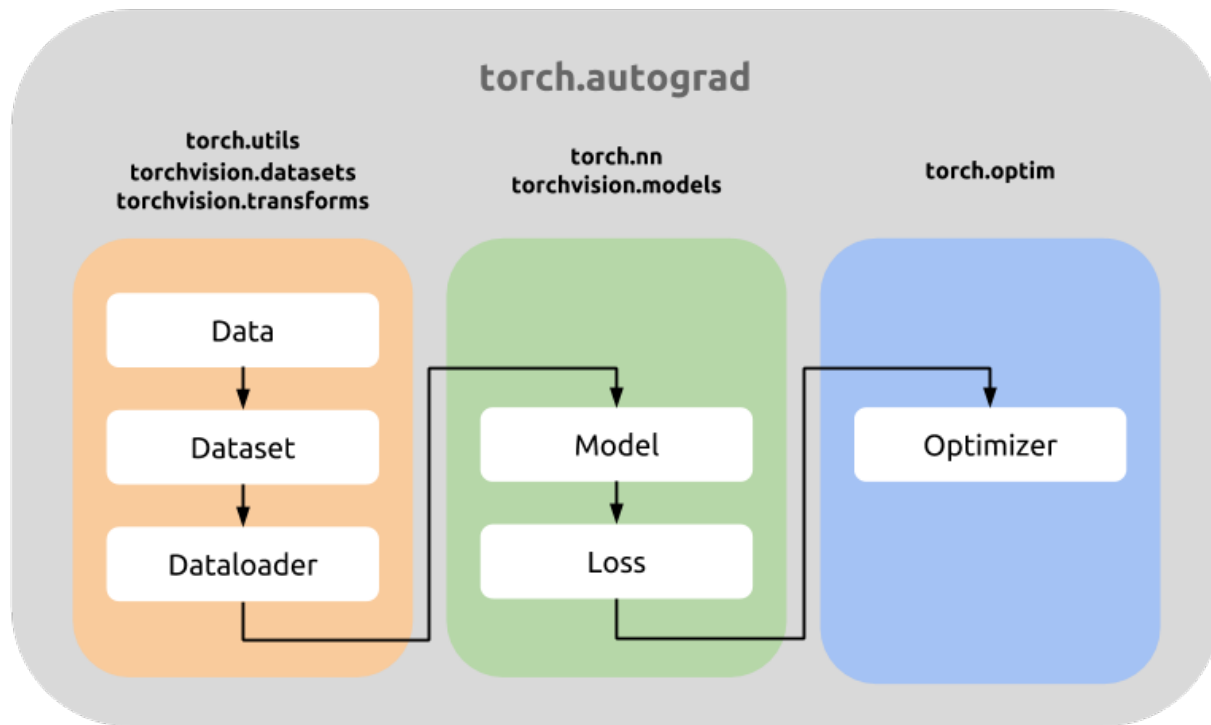 torch.autograd
torch.utils
torchvision.datasets
torchvision.transforms
torch.nn
torchvision.models
torch.optim
Data
Dataset
Dataloader
Model
Loss
Optimizer